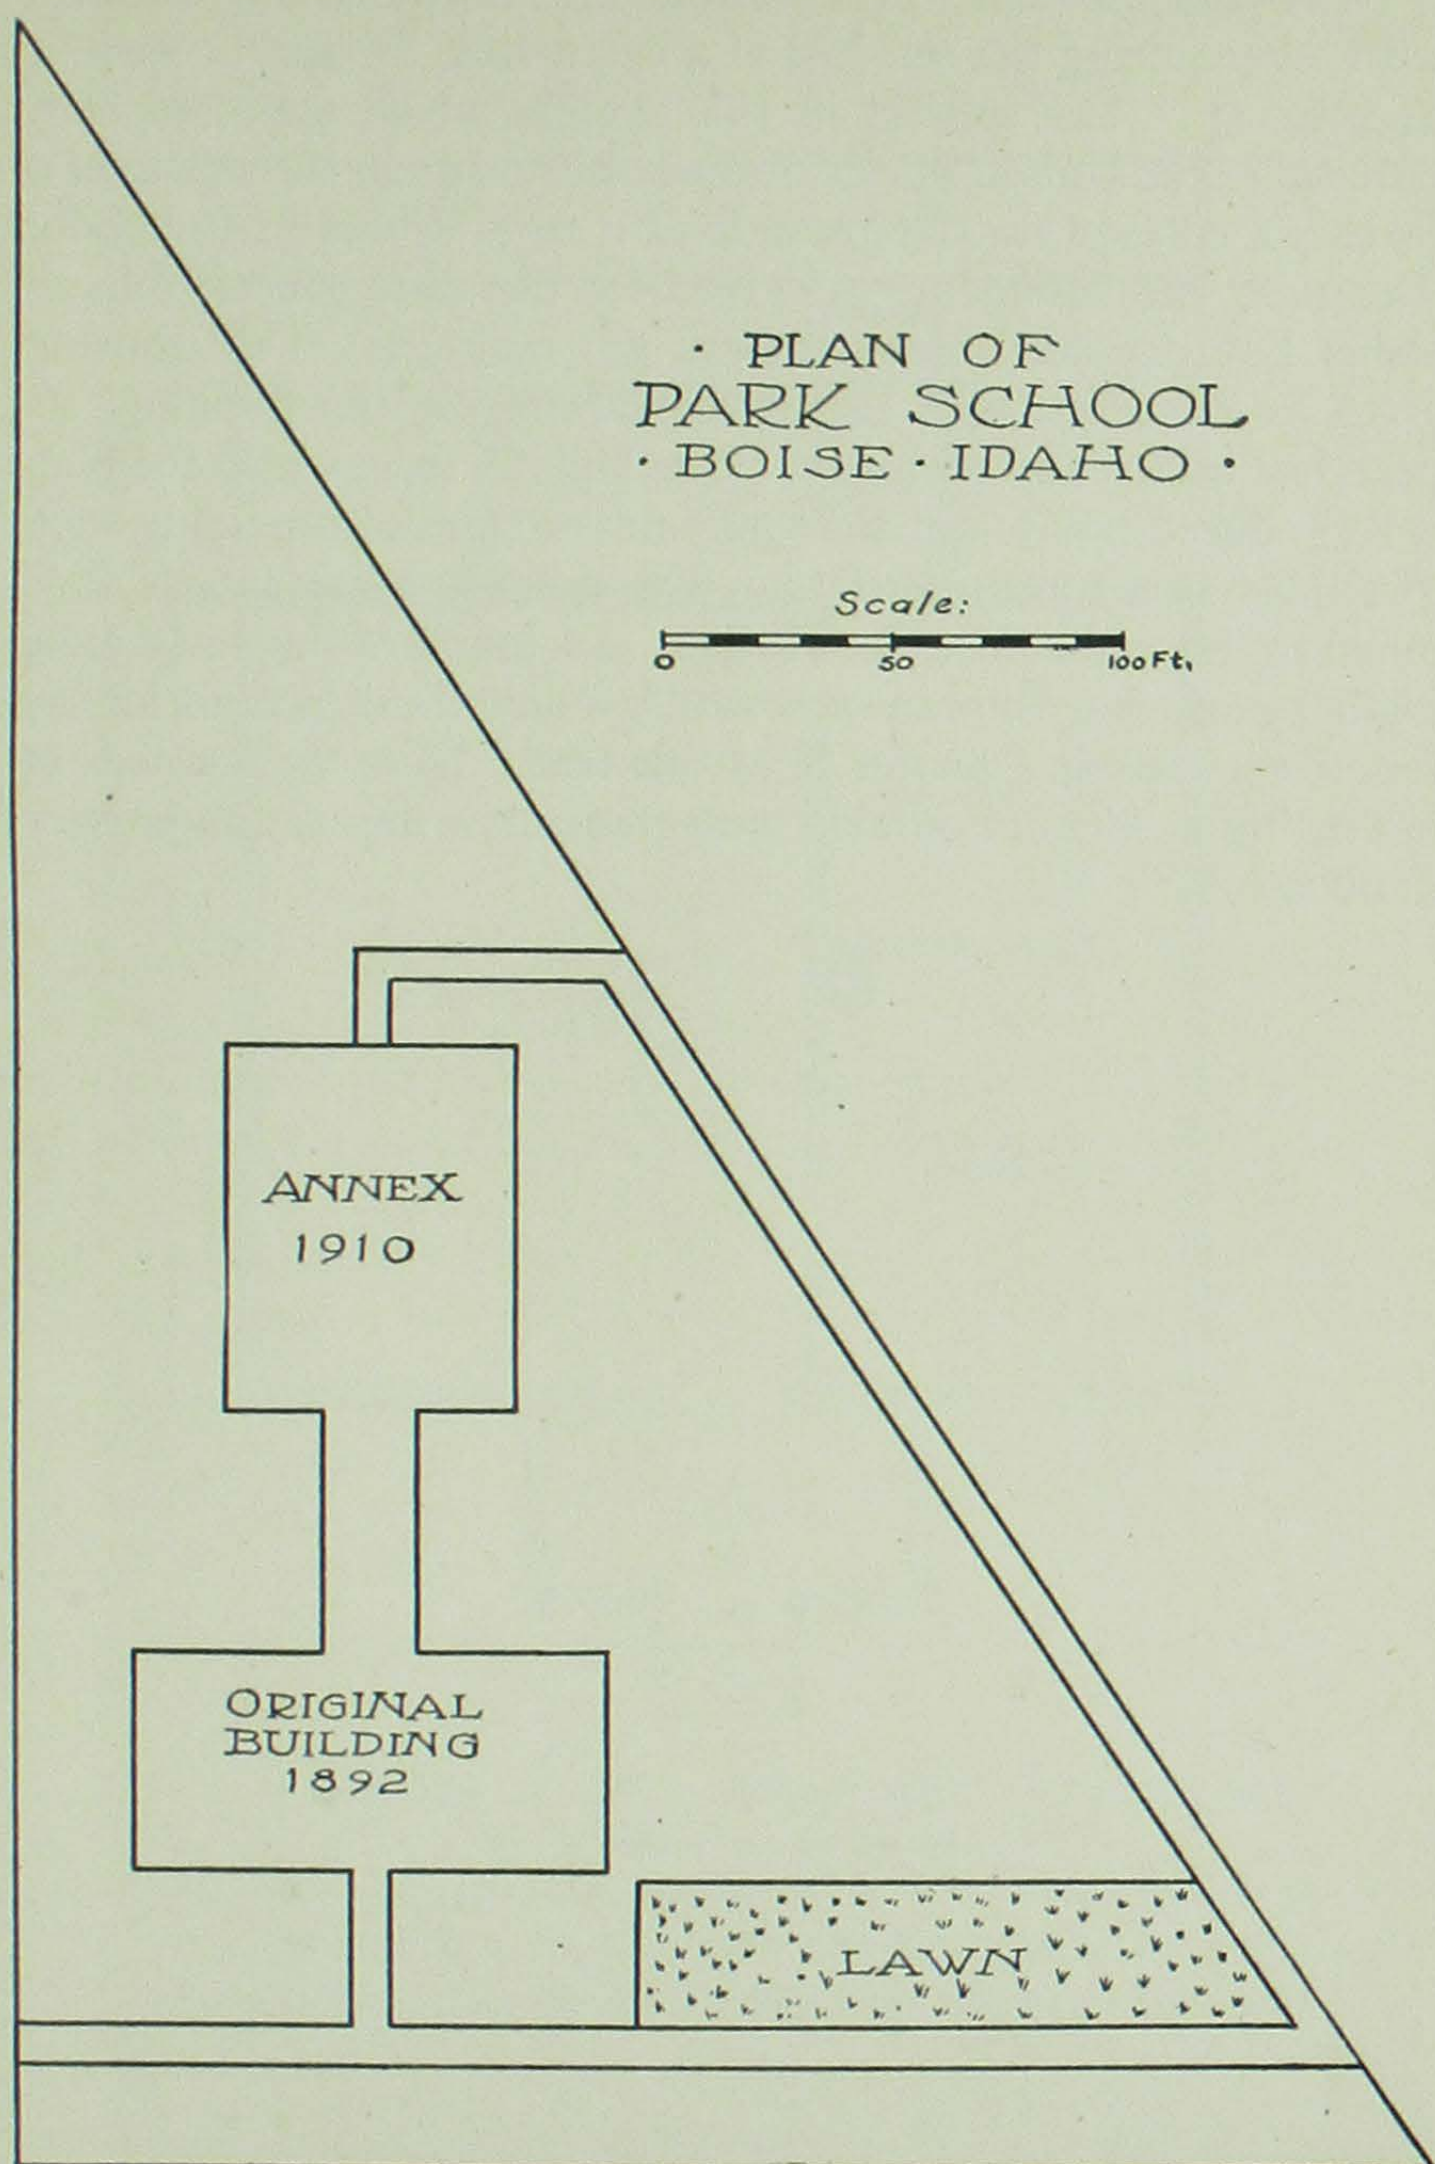 · PLAN OF
PARK SCHOOL
· BOISE · IDAHO ·
Scale:
0 50 100 Ft.
ANNEX
1910
ORIGINAL
BUILDING
1892
LAWN